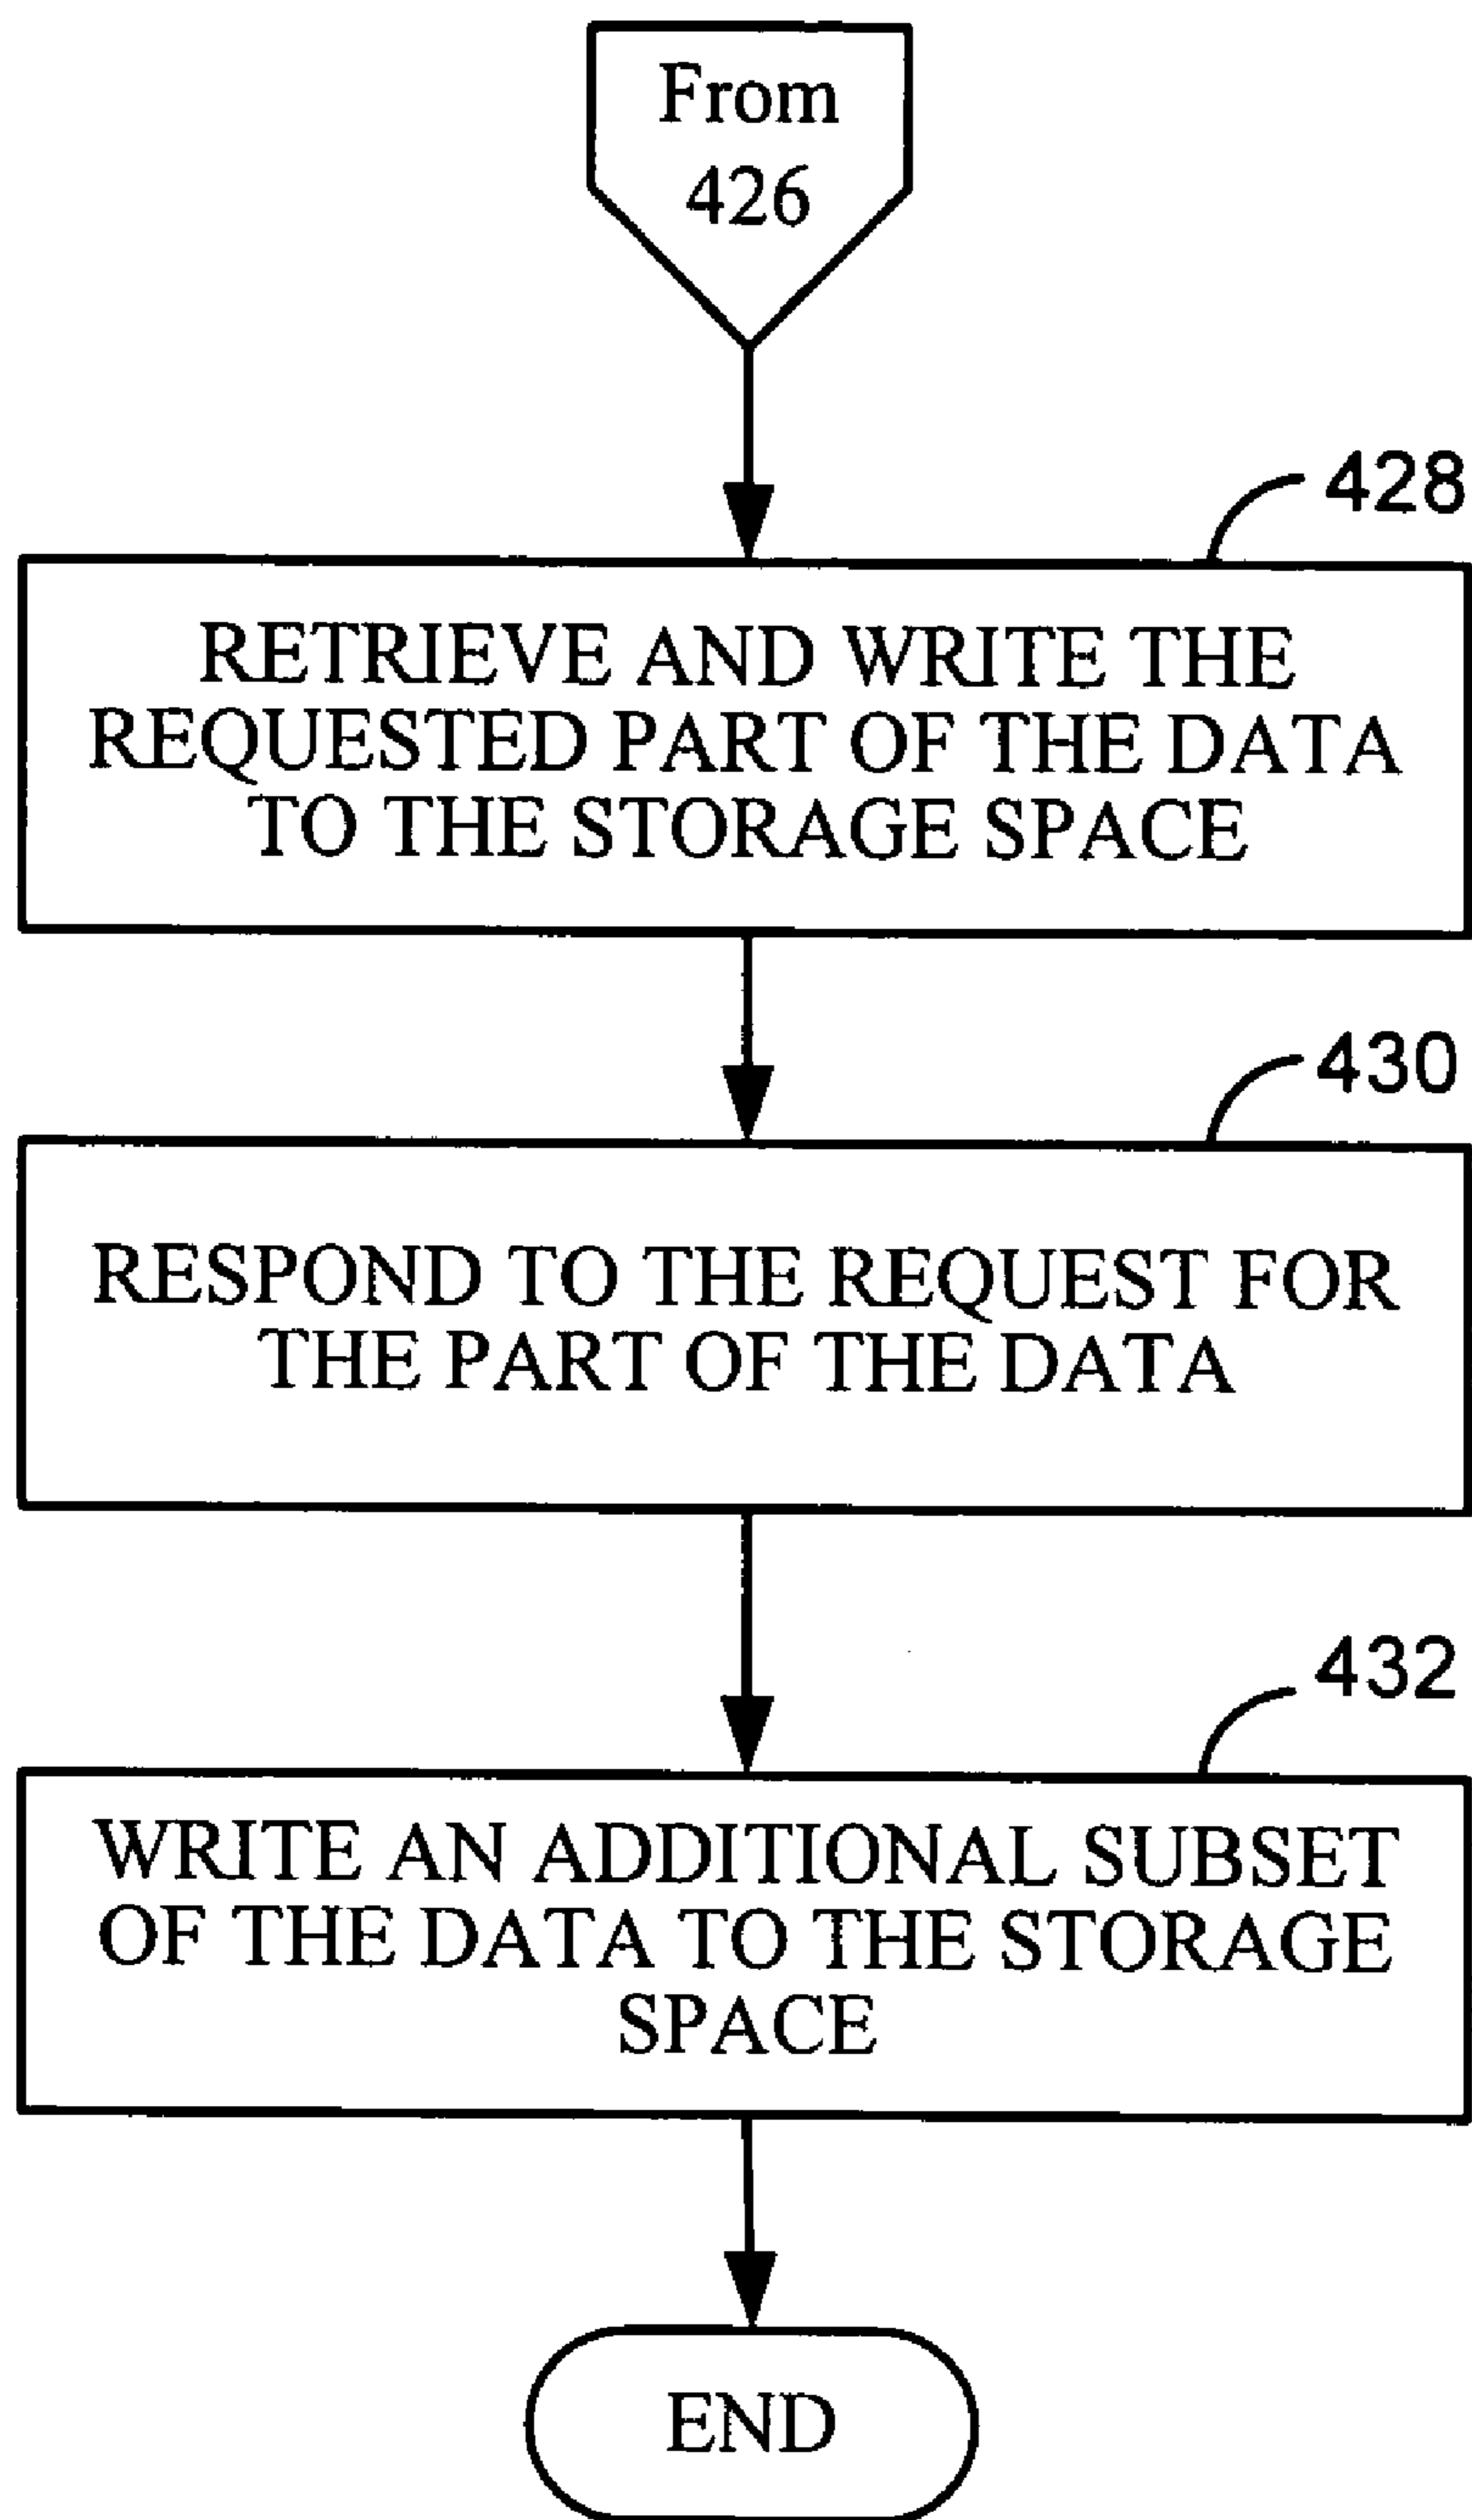 From
426
428
RETRIEVE AND WRITE THE
REQUESTED PART OF THE DATA
TO THE STORAGE SPACE
430
RESPOND TO THE REQUEST FOR
THE PART OF THE DATA
432
WRITE AN ADDITIONAL SUBSET
OF THE DATA TO THE STORAGE
SPACE
END